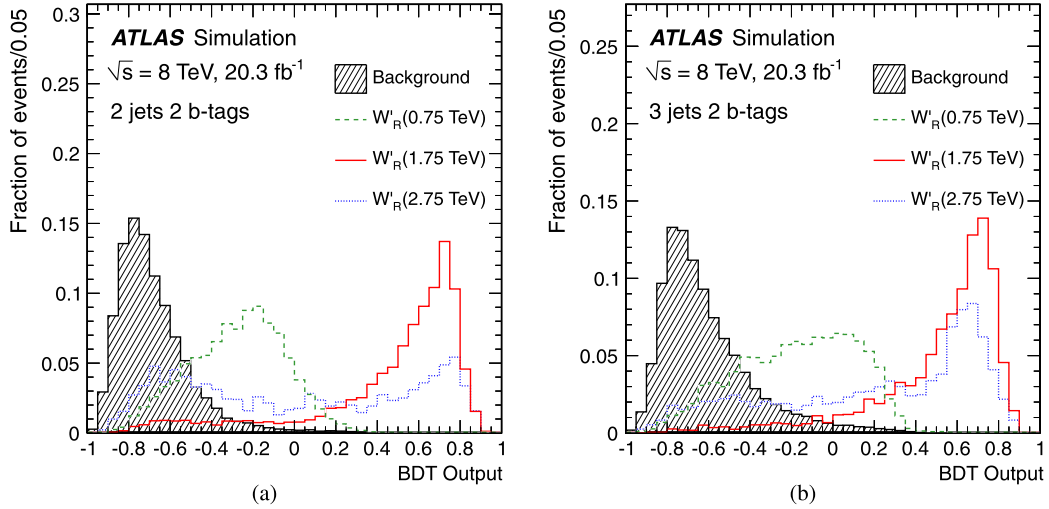 Fraction of events/0.05
0.3
0.25
0.2
0.15
0.1
0.05
0
ATLAS Simulation
√s = 8 TeV, 20.3 fb⁻¹
2 jets 2 b-tags
Background
W'R(0.75 TeV)
W'R(1.75 TeV)
W'R(2.75 TeV)
-1 -0.8 -0.6 -0.4 -0.2 0 0.2 0.4 0.6 0.8 1
BDT Output
(a)
Fraction of events/0.05
0.25
0.2
0.15
0.1
0.05
0
ATLAS Simulation
√s = 8 TeV, 20.3 fb⁻¹
3 jets 2 b-tags
Background
W'R(0.75 TeV)
W'R(1.75 TeV)
W'R(2.75 TeV)
-1 -0.8 -0.6 -0.4 -0.2 0 0.2 0.4 0.6 0.8 1
BDT Output
(b)